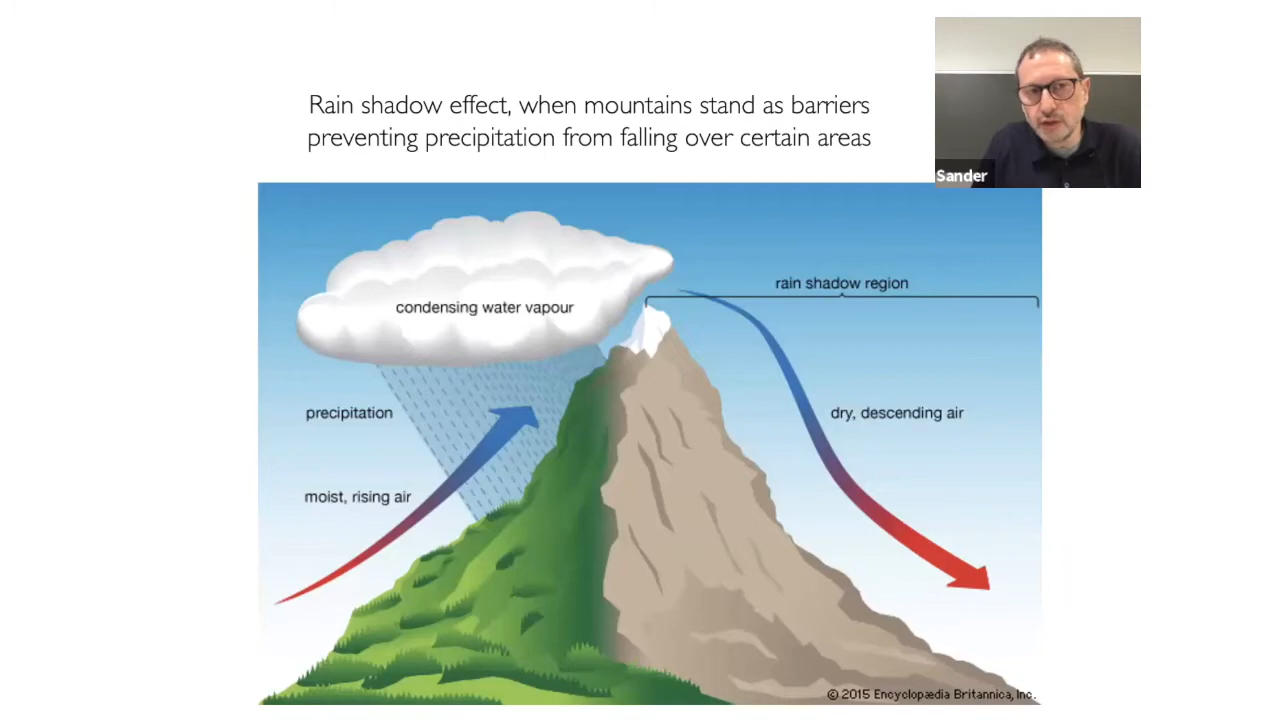 Rain shadow effect, when mountains stand as barriers
preventing precipitation from falling over certain areas
Sander
rain shadow region
condensing water vapour
precipitation
dry, descending air
moist, rising air
© 2015 Encyclopædia Britannica, Inc.